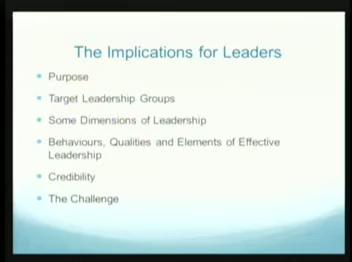 The Implications for Leaders
Purpose
Target Leadership Groups
Some Dimensions of Leadership
Behaviours, Qualities and Elements of Effective
Leadership
Credibility
The Challenge